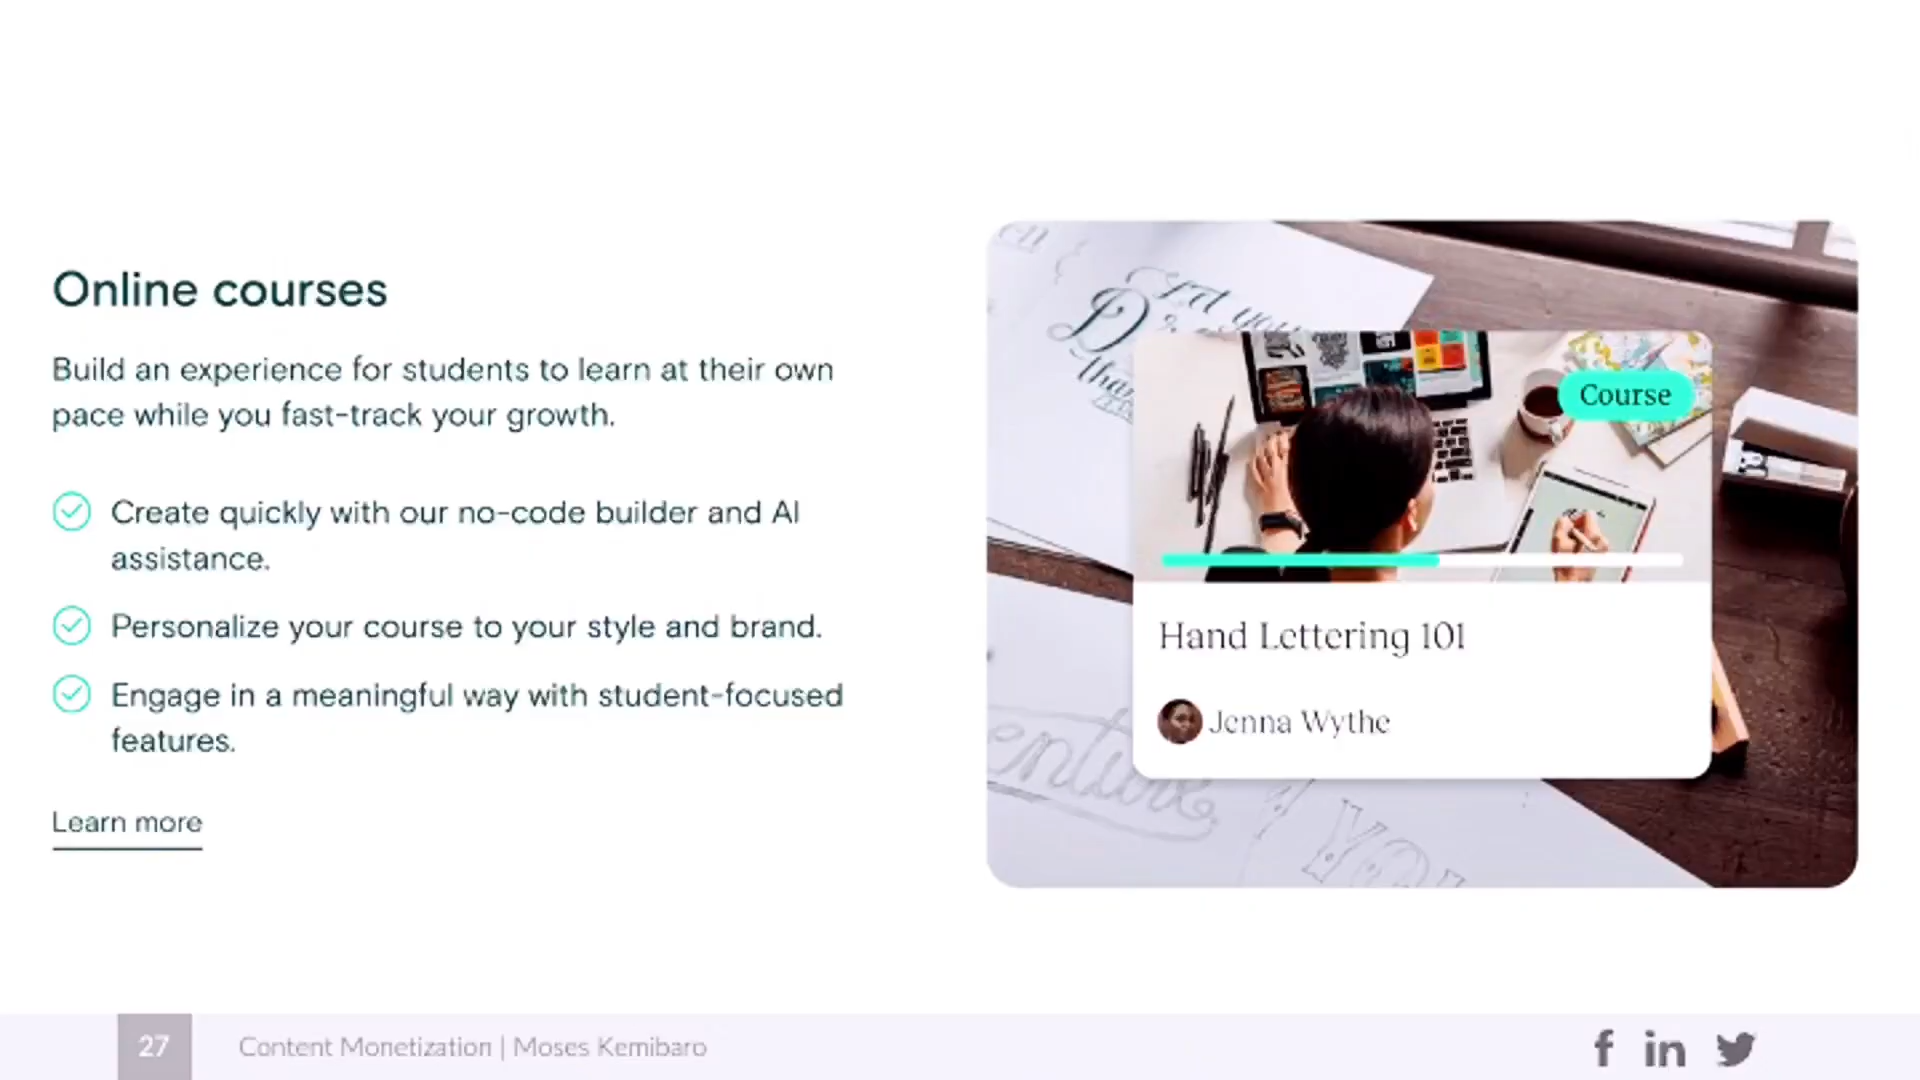 Online courses
Build an experience for students to learn at their own
pace while you fast-track your growth.
Create quickly with our no-code builder and AI
assistance.
Personalize your course to your style and brand.
Engage in a meaningful way with student-focused
features.
Learn more
Course
Hand Lettering 101
Jenna Wythe
27
Content Monetization | Moses Kemibaro